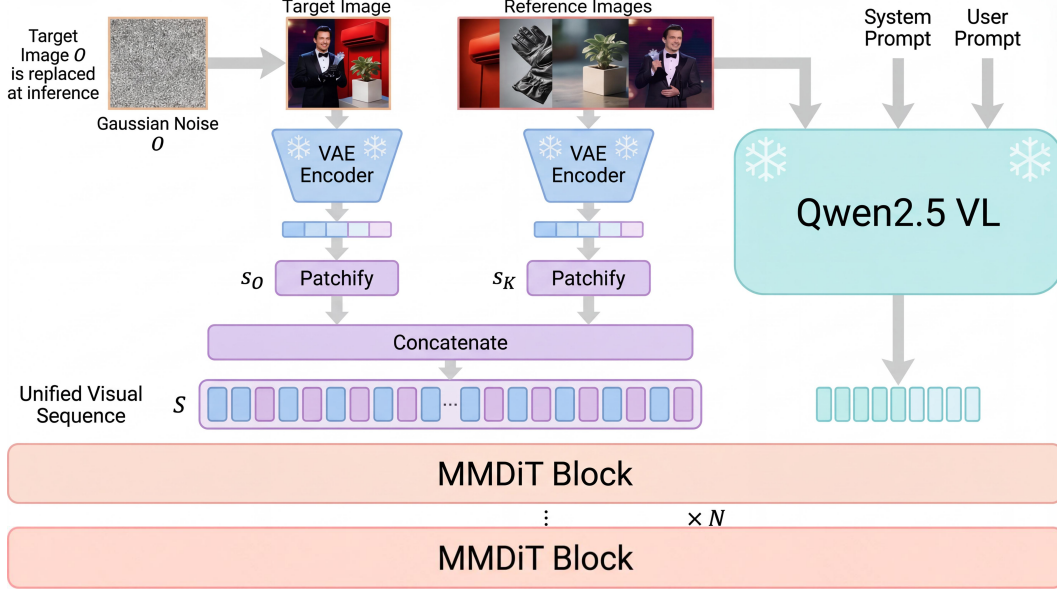 Target
Image O
is replaced
at inference
Gaussian Noise
O
Target Image
Reference Images
System
Prompt
User
Prompt
VAE
Encoder
VAE
Encoder
Qwen2.5 VL
s_O
Patchify
s_K
Patchify
Concatenate
Unified Visual
Sequence
S
...
MMDiT Block
⋮
× N
MMDiT Block